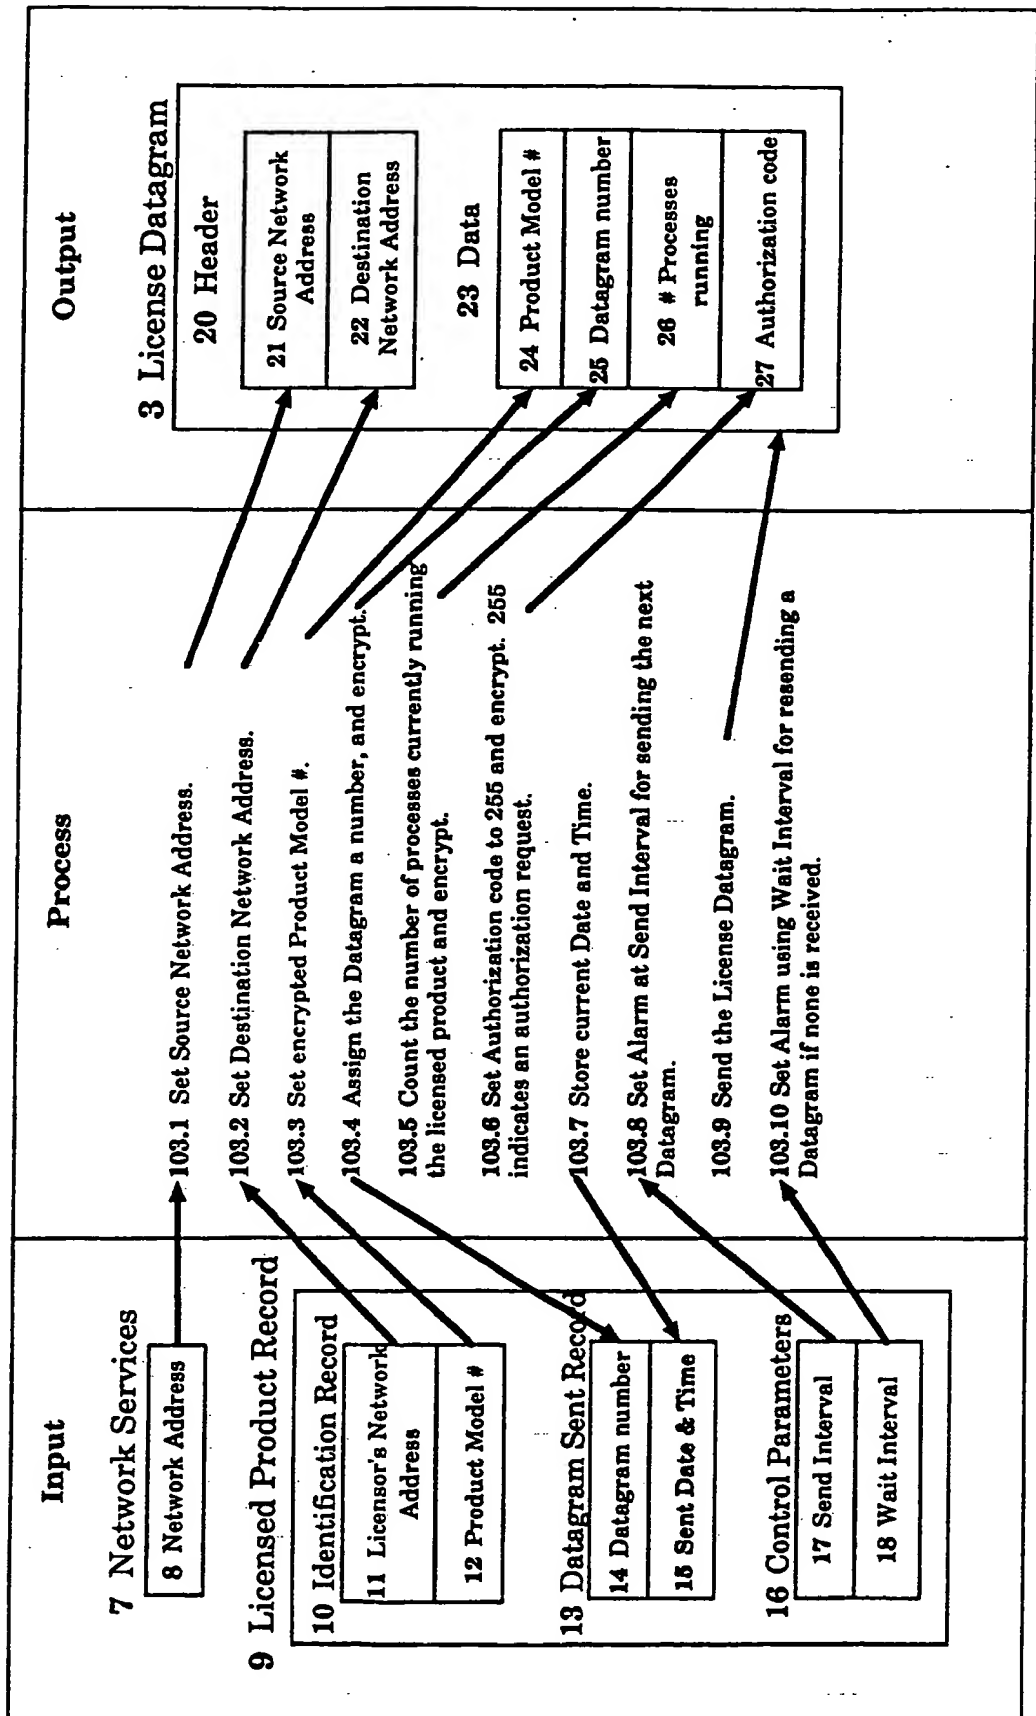 Input
7 Network Services
8 Network Address
9 Licensed Product Record
10 Identification Record
11 Licensor's Network
Address
12 Product Model #
13 Datagram Sent Record
14 Datagram number
15 Sent Date & Time
16 Control Parameters
17 Send Interval
18 Wait Interval
Process
103.1 Set Source Network Address.
103.2 Set Destination Network Address.
103.3 Set encrypted Product Model #.
103.4 Assign the Datagram a number, and encrypt.
103.5 Count the number of processes currently running
the licensed product and encrypt.
103.6 Set Authorization code to 255 and encrypt. 255
indicates an authorization request.
103.7 Store current Date and Time.
103.8 Set Alarm at Send Interval for sending the next
Datagram.
103.9 Send the License Datagram.
103.10 Set Alarm using Wait Interval for resending a
Datagram if none is received.
Output
3 License Datagram
20 Header
21 Source Network
Address
22 Destination
Network Address
23 Data
24 Product Model #
25 Datagram number
26 # Processes
running
27 Authorization code